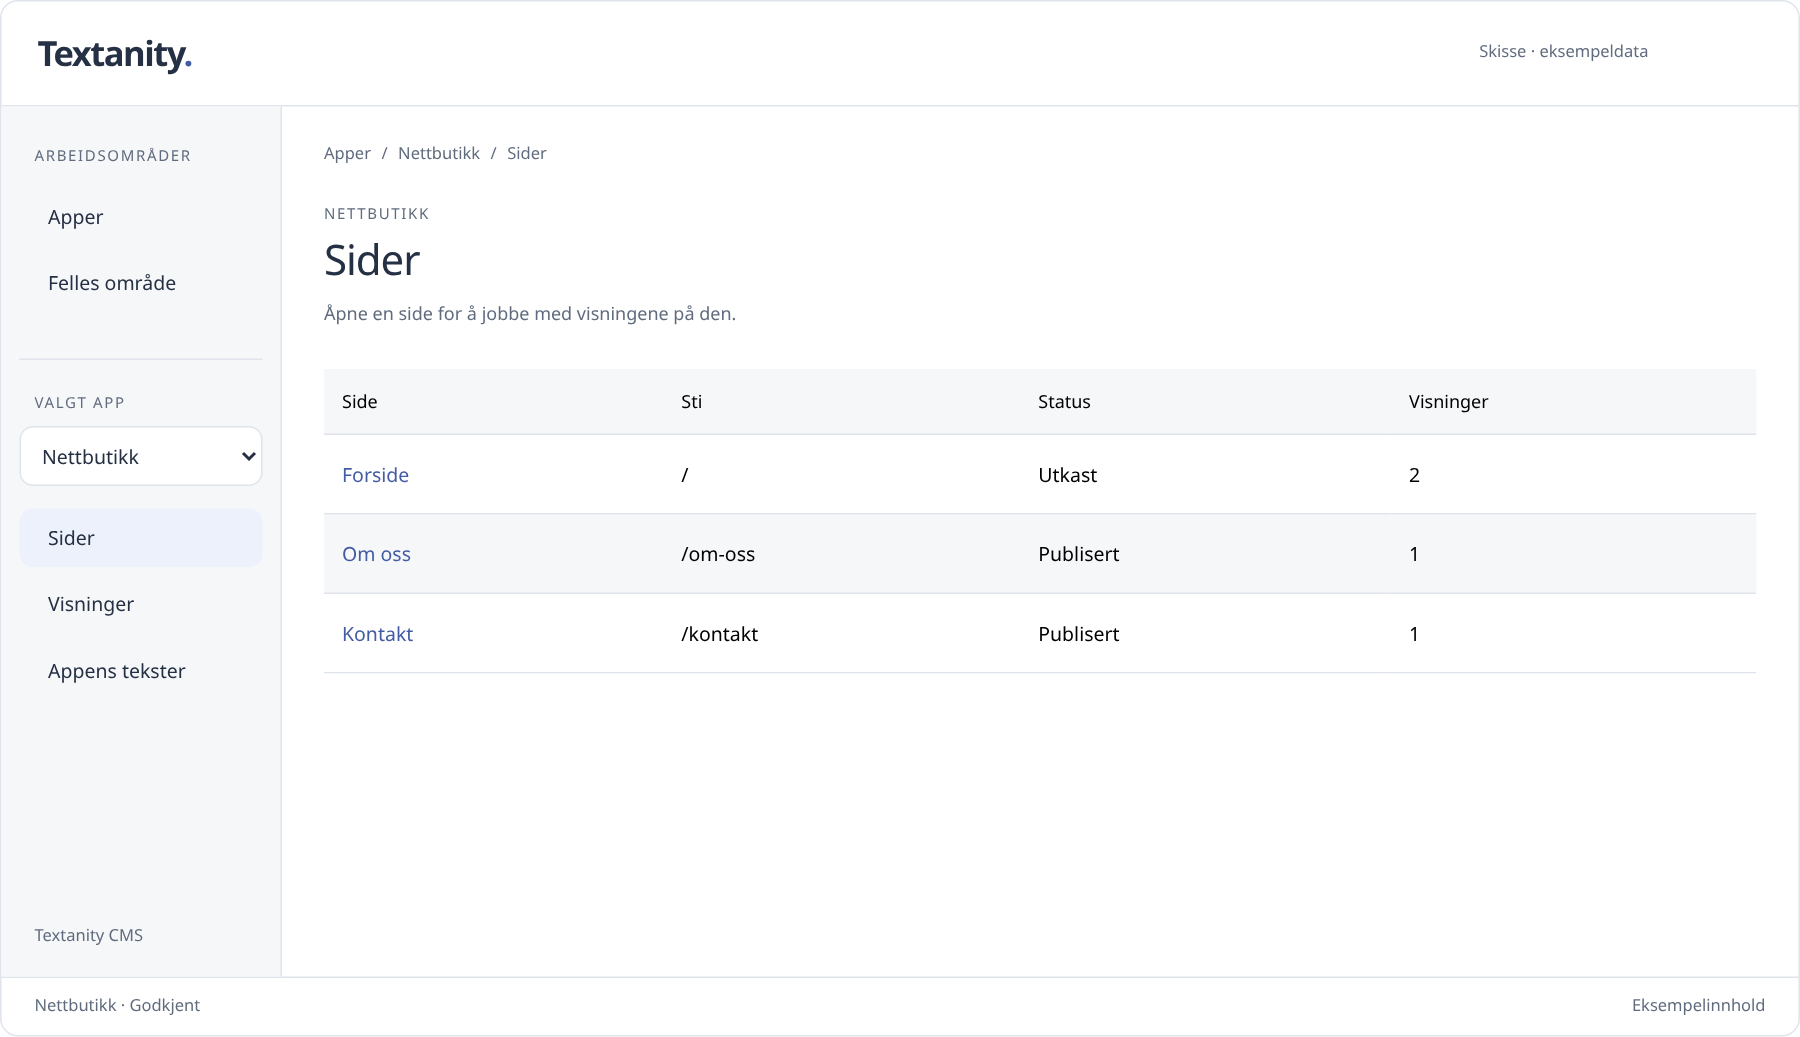 Textanity.
Skisse · eksempeldata
ARBEIDSOMRÅDER
Apper
Felles område
VALGT APP
Nettbutikk
Sider
Visninger
Appens tekster
Textanity CMS
Apper / Nettbutikk / Sider
NETTBUTIKK
Sider
Åpne en side for å jobbe med visningene på den.
Side Sti Status Visninger
Forside / Utkast 2
Om oss /om-oss Publisert 1
Kontakt /kontakt Publisert 1
Nettbutikk · Godkjent
Eksempelinnhold